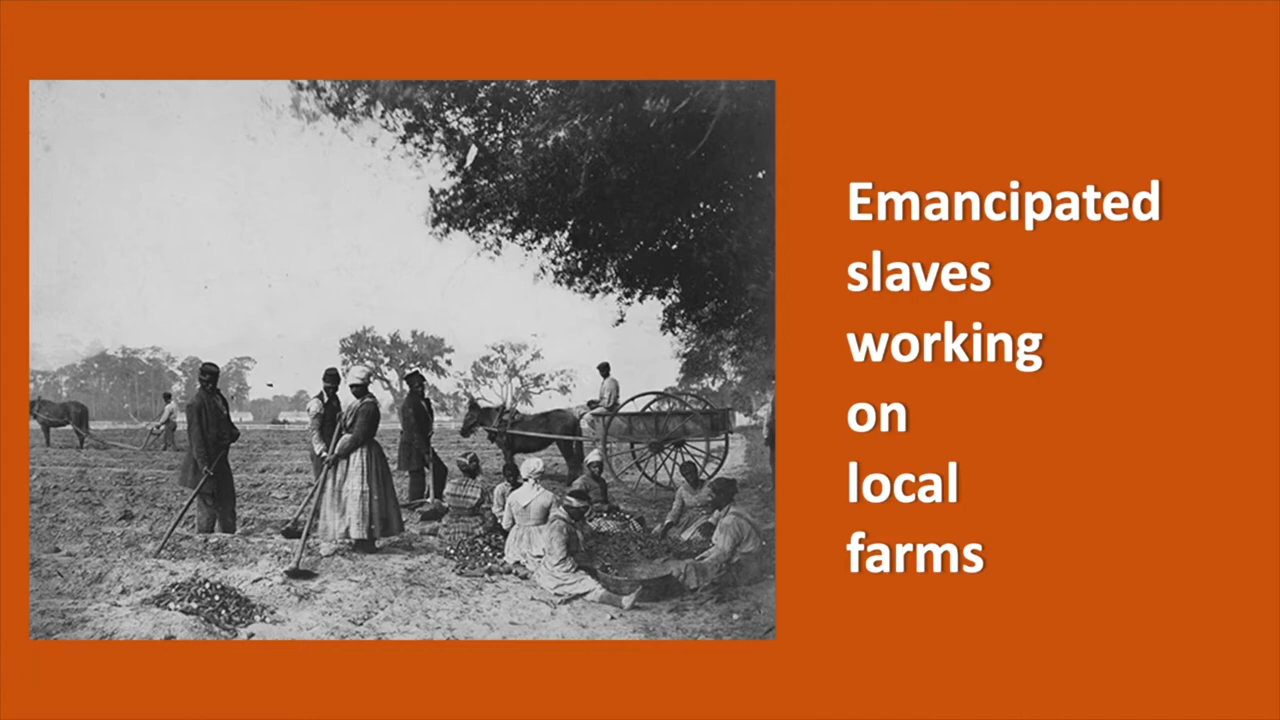 Emancipated
slaves
working
on
local
farms